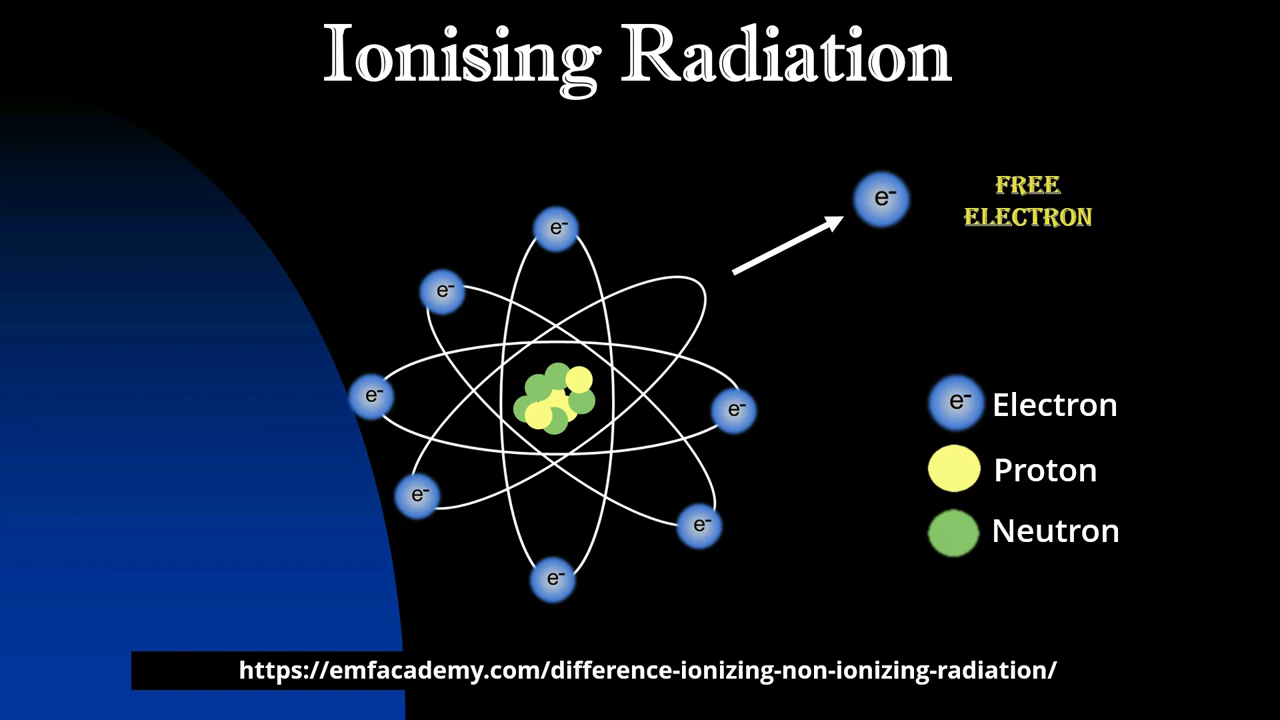 Ionising Radiation
e-
FREE
ELECTRON
e-
e-
e-
e-
e-
e-
e-
e- Electron
Proton
Neutron
https://emfacademy.com/difference-ionizing-non-ionizing-radiation/